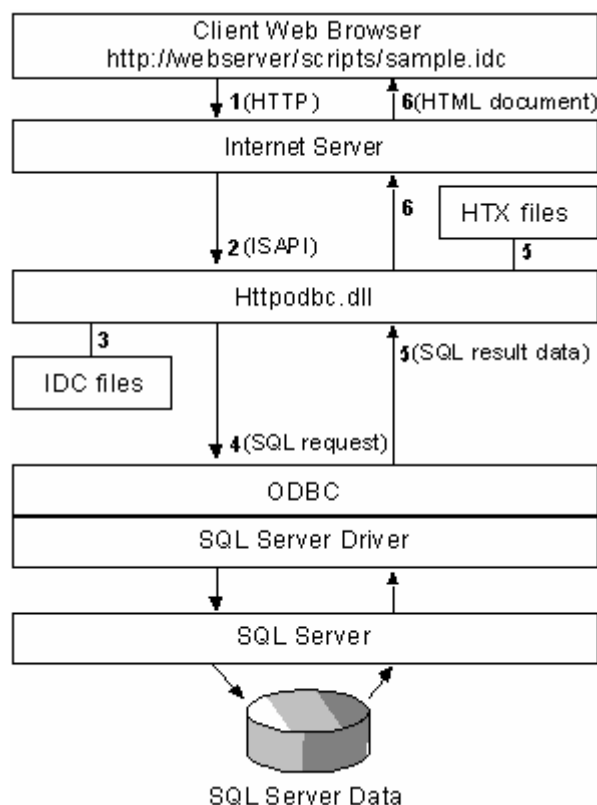 Client Web Browser
http://webserver/scripts/sample.idc
1(HTTP)
6(HTML document)
Internet Server
6
HTX files
2(ISAPI)
5
Httpodbc.dll
3
5(SQL result data)
IDC files
4(SQL request)
ODBC
SQL Server Driver
SQL Server
SQL Server Data